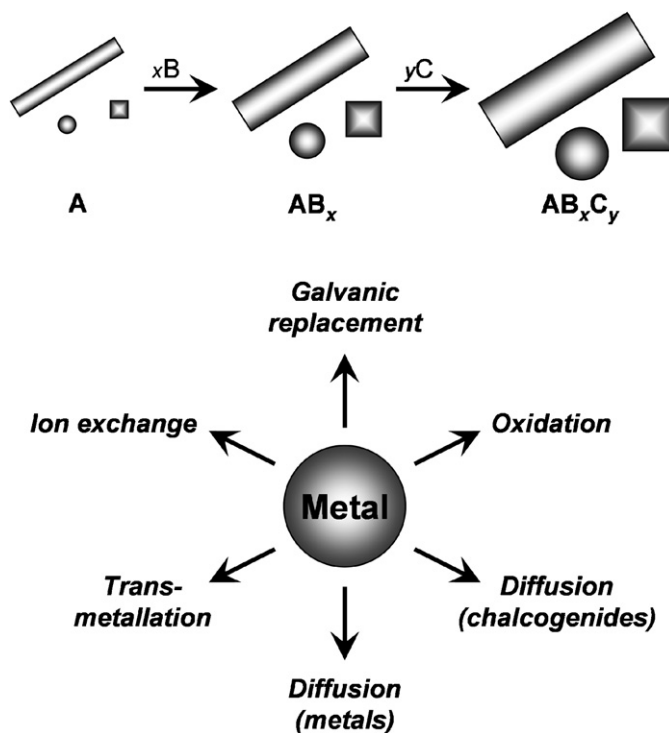 xB
yC
A
ABx
ABxCy
Galvanic
replacement
Ion exchange
Oxidation
Metal
Trans-
metallation
Diffusion
(chalcogenides)
Diffusion
(metals)